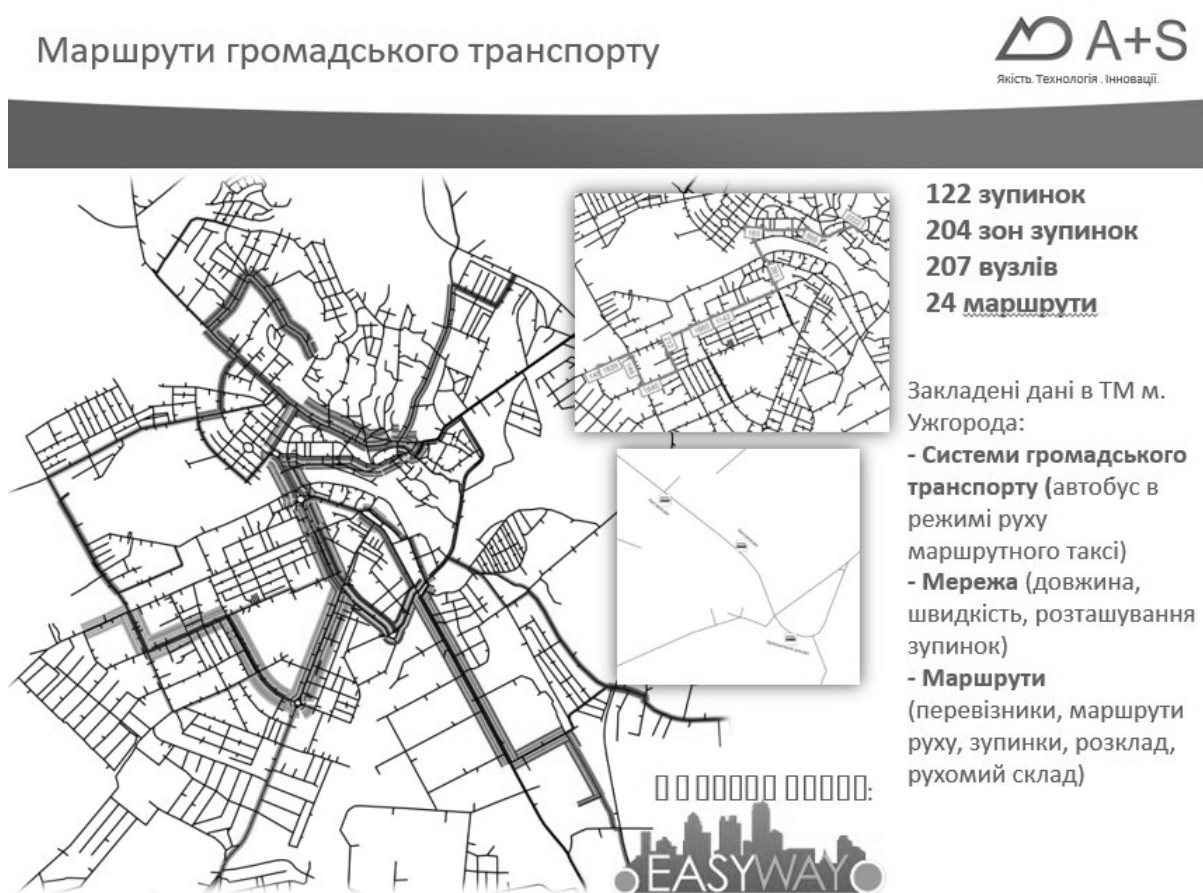 Маршрути громадського транспорту
A+S
Якість. Технологія . Інновації.
122 зупинок
204 зон зупинок
207 вузлів
24 маршрути
Закладені дані в ТМ м.
Ужгорода:
- Системи громадського
транспорту (автобус в
режимі руху
маршрутного таксі)
- Мережа (довжина,
швидкість, розташування
зупинок)
- Маршрути
(перевізники, маршрути
руху, зупинки, розклад,
рухомий склад)
EASYWAY